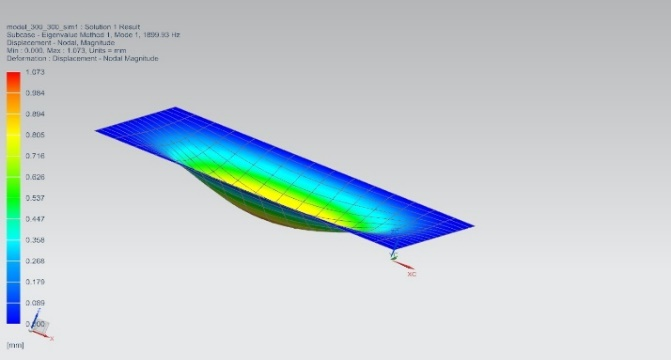 model_300_300_sim1 : Solution 1 Result
Subcase - Eigenvalue Method 1, Mode 1, 1899.93 Hz
Displacement - Nodal, Magnitude
Min : 0.000, Max : 1.073, Units = mm
Deformation : Displacement - Nodal Magnitude
1.073
0.984
0.894
0.805
0.716
0.626
0.537
0.447
0.358
0.268
0.179
0.089
0.000
[mm]
XC
X